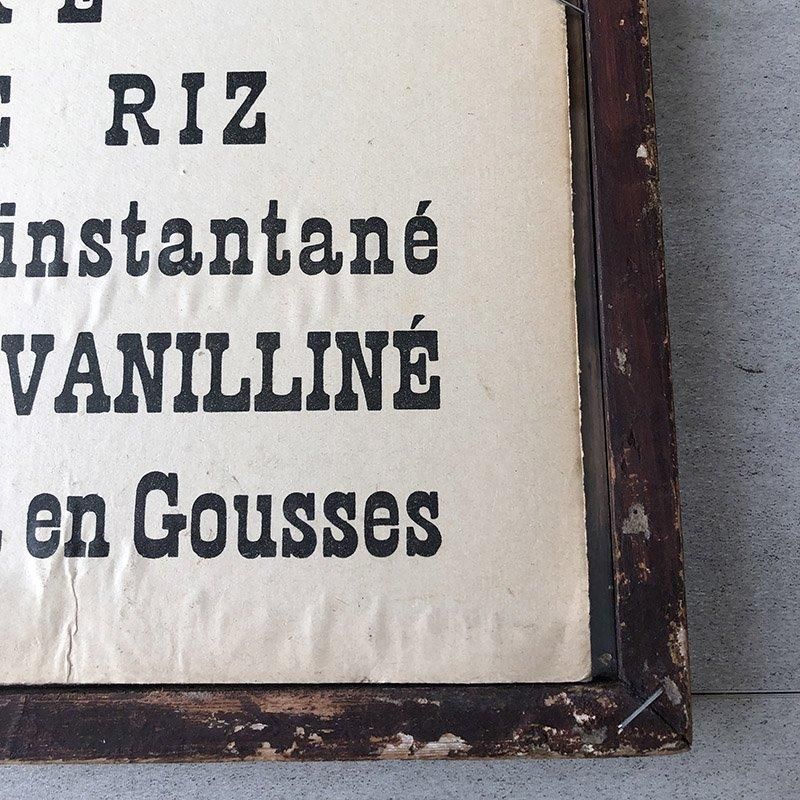 RIZ
instantané
VANILLINÉ
en Gousses